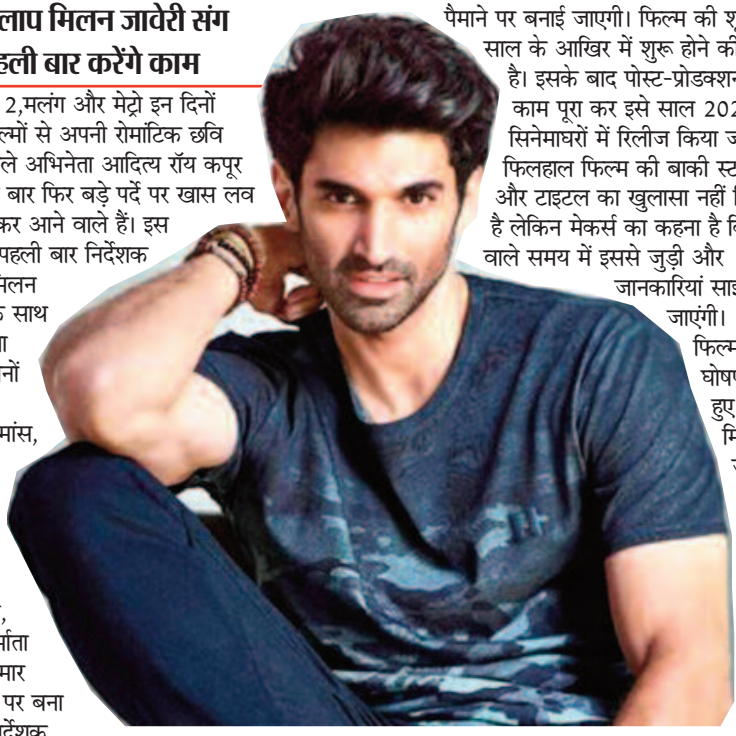 लाप मिलन जावेरी संग
हली बार करेंगे काम
2,मलंग और मेट्रो इन दिनों
ल्मों से अपनी रोमांटिक छवि
ले अभिनेता आदित्य रॉय कपूर
बार फिर बड़े पर्दे पर खास लव
कर आने वाले हैं। इस
पहली बार निर्देशक
मिलन
साथ
नों
मांस,
र्माता
मार
पर बना
र्देशक
पैमाने पर बनाई जाएगी। फिल्म की शू
साल के आखिर में शुरू होने की
है। इसके बाद पोस्ट-प्रोडक्शन
काम पूरा कर इसे साल 202
सिनेमाघरों में रिलीज किया ज
फिलहाल फिल्म की बाकी स्ट
और टाइटल का खुलासा नहीं
है लेकिन मेकर्स का कहना है
वाले समय में इससे जुड़ी और
जानकारियां साझ
जाएंगी।
फिल्म
घोषण
हुए
मि